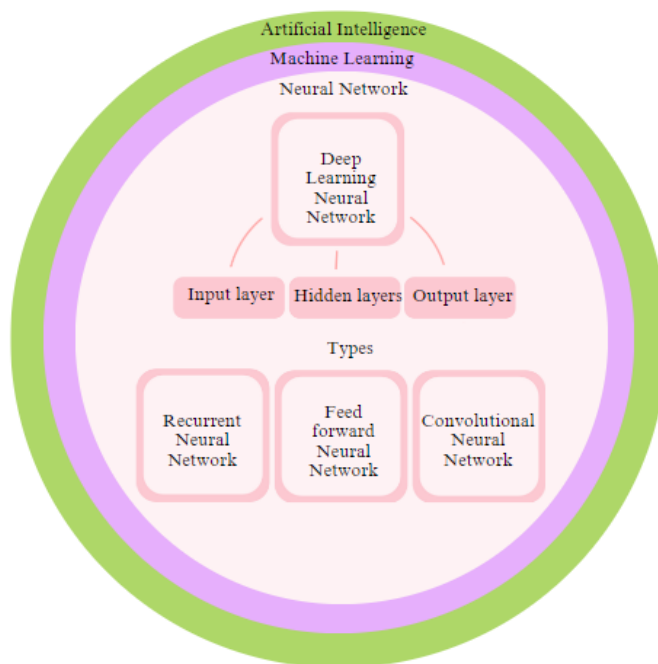 Artificial Intelligence
Machine Learning
Neural Network
Deep
Learning
Neural
Network
Input layer
Hidden layers
Output layer
Types
Recurrent
Neural
Network
Feed
forward
Neural
Network
Convolutional
Neural
Network